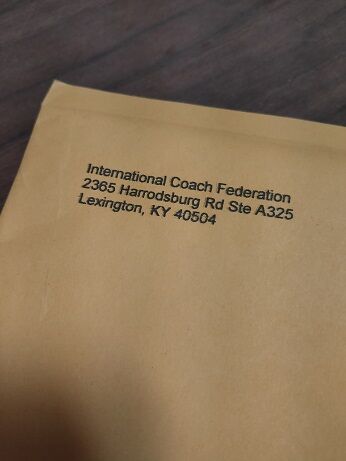 International Coach Federation
2365 Harrodsburg Rd Ste A325
Lexington, KY 40504